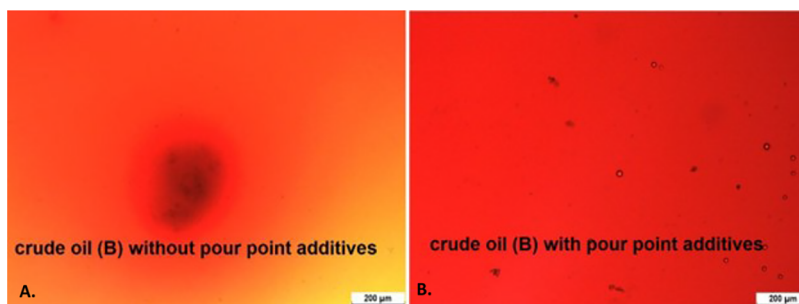 crude oil (B) without pour point additives
A.
200 µm
crude oil (B) with pour point additives
B.
200 µm